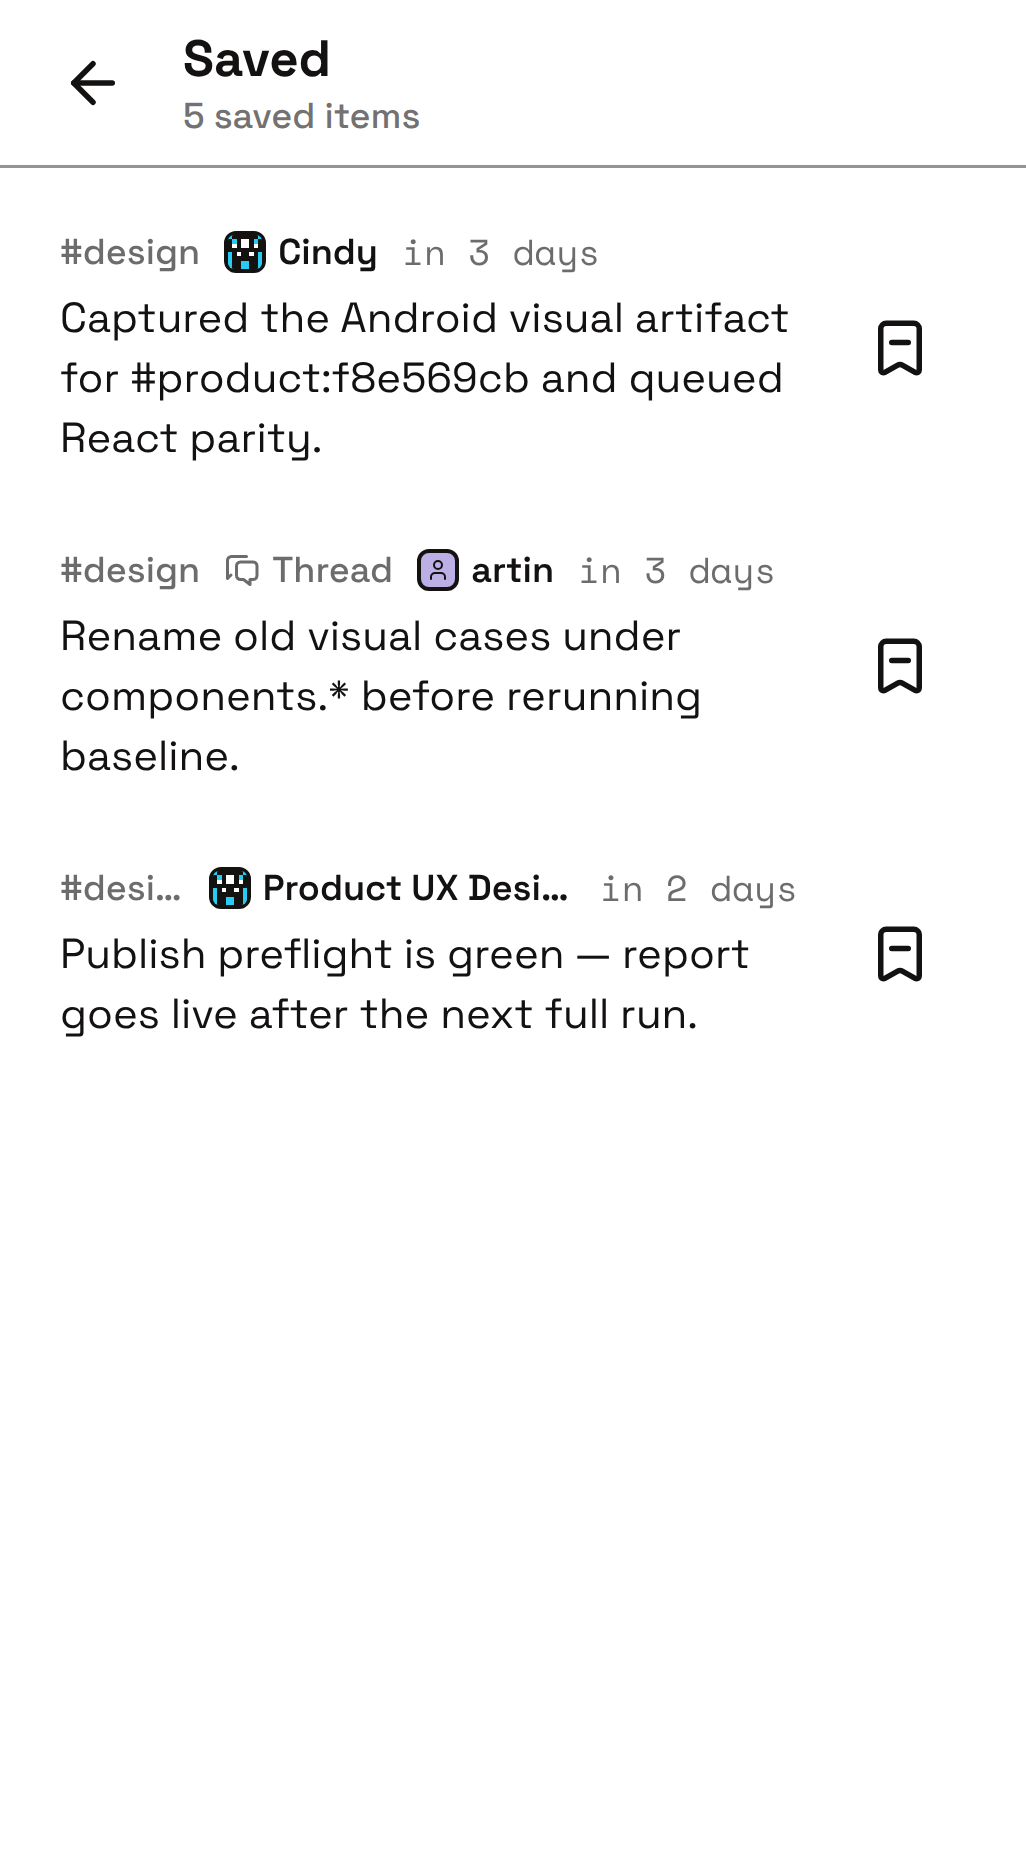 Saved
5 saved items
#design Cindy in 3 days
Captured the Android visual artifact
for #product:f8e569cb and queued
React parity.
#design Thread artin in 3 days
Rename old visual cases under
components.* before rerunning
baseline.
#desi... Product UX Desi... in 2 days
Publish preflight is green — report
goes live after the next full run.